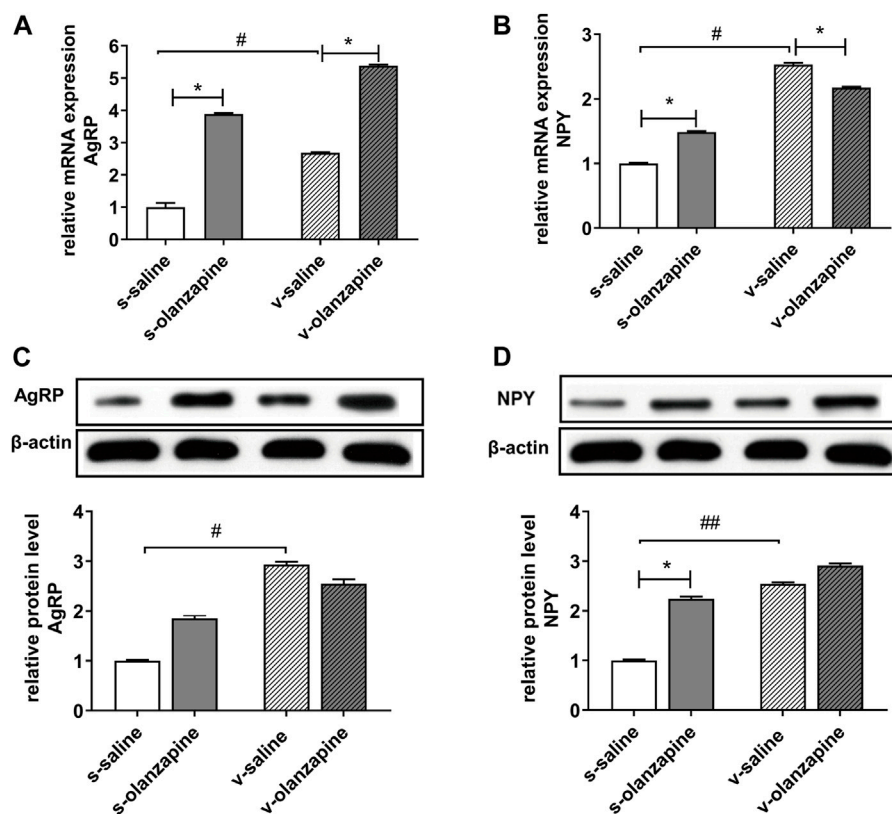 A
relative mRNA expression
AgRP
6
5
4
3
2
1
0
#
*
*
s-saline
s-olanzapine
v-saline
v-olanzapine
B
relative mRNA expression
NPY
3
2
1
0
#
*
*
s-saline
s-olanzapine
v-saline
v-olanzapine
C
AgRP
β-actin
relative protein level
AgRP
4
3
2
1
0
#
s-saline
s-olanzapine
v-saline
v-olanzapine
D
NPY
β-actin
relative protein level
NPY
4
3
2
1
0
##
*
s-saline
s-olanzapine
v-saline
v-olanzapine